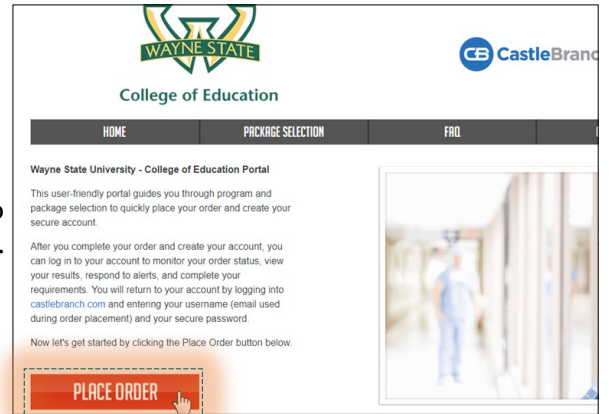 WAYNE STATE
College of Education
CB CastleBranc
HOME PACKAGE SELECTION FAQ
Wayne State University - College of Education Portal
This user-friendly portal guides you through program and
package selection to quickly place your order and create your
secure account.
After you complete your order and create your account, you
can log in to your account to monitor your order status, view
your results, respond to alerts, and complete your
requirements. You will return to your account by logging into
castlebranch.com and entering your username (email used
during order placement) and your secure password.
Now let's get started by clicking the Place Order button below.
PLACE ORDER